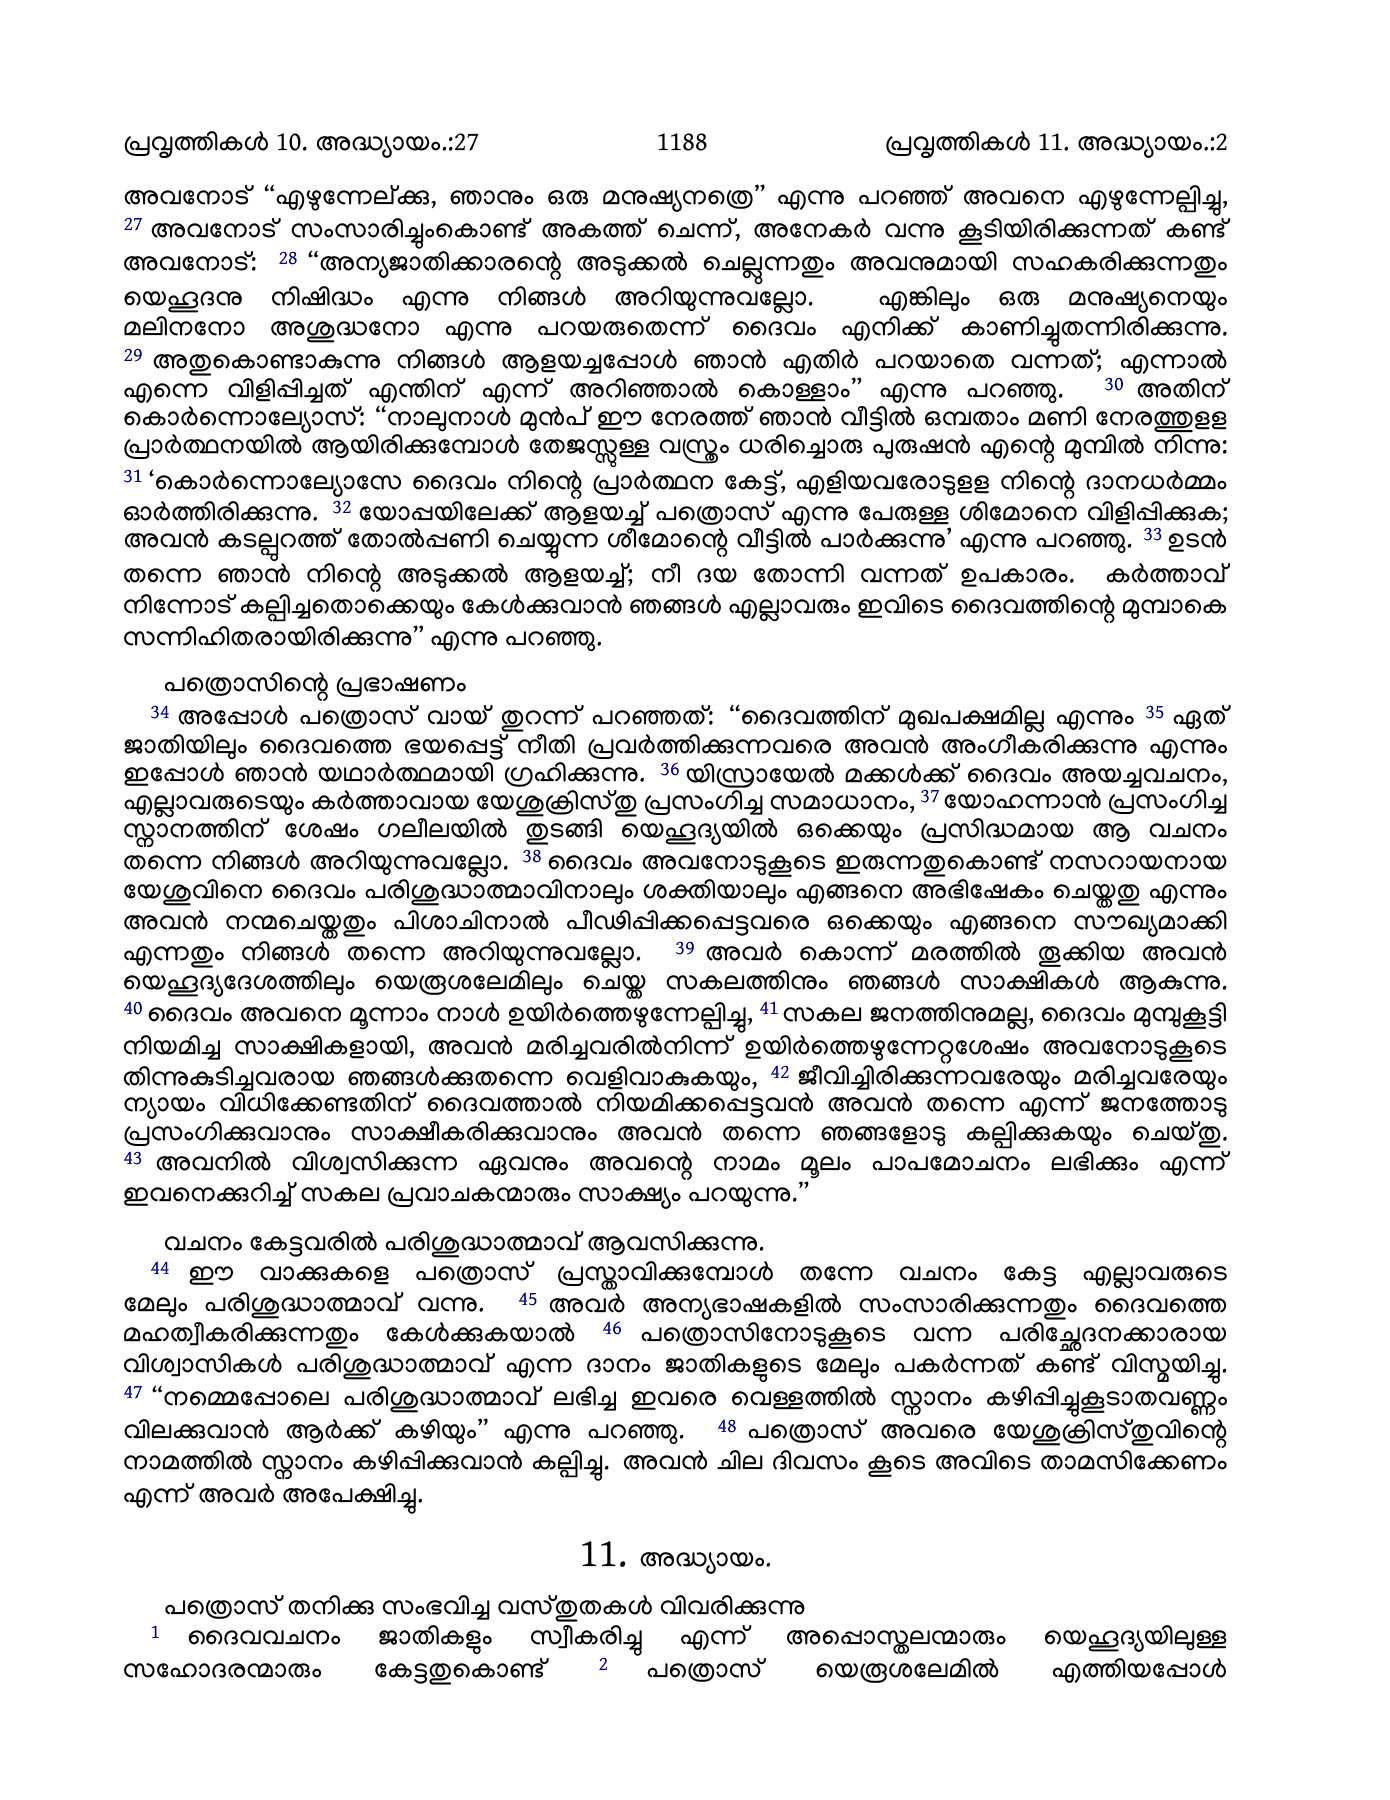 പ്രവൃത്തികൾ 10. അദ്ധ്യായം.:27 1188 പ്രവൃത്തികൾ 11. അദ്ധ്യായം.:2
അവനോട് “എഴുന്നേല്ക്കു, ഞാനും ഒരു മനുഷ്യനത്രെ” എന്നു പറഞ്ഞ് അവനെ എഴുന്നേല്പിച്ചു,
27 അവനോട് സംസാരിച്ചുംകൊണ്ട് അകത്ത് ചെന്ന്, അനേകർ വന്നു കൂടിയിരിക്കുന്നത് കണ്ട്
അവനോട്: 28 “അന്യജാതിക്കാരന്റെ അടുക്കൽ ചെല്ലുന്നതും അവനുമായി സഹകരിക്കുന്നതും
യെഹൂദനു നിഷിദ്ധം എന്നു നിങ്ങൾ അറിയുന്നുവല്ലോ. എങ്കിലും ഒരു മനുഷ്യനെയും
മലിനനോ അശുദ്ധനോ എന്നു പറയരുതെന്ന് ദൈവം എനിക്ക് കാണിച്ചുതന്നിരിക്കുന്നു.
29 അതുകൊണ്ടാകുന്നു നിങ്ങൾ ആളയച്ചപ്പോൾ ഞാൻ എതിർ പറയാതെ വന്നത്; എന്നാൽ
എന്നെ വിളിപ്പിച്ചത് എന്തിന് എന്ന് അറിഞ്ഞാൽ കൊള്ളാം” എന്നു പറഞ്ഞു. 30 അതിന്
കൊർന്നൊല്യോസ്: “നാലുനാൾ മുൻപ് ഈ നേരത്ത് ഞാൻ വീട്ടിൽ ഒമ്പതാം മണി നേരത്തുളള
പ്രാർത്ഥനയിൽ ആയിരിക്കുമ്പോൾ തേജസ്സുള്ള വസ്ത്രം ധരിച്ചൊരു പുരുഷൻ എന്റെ മുമ്പിൽ നിന്നു:
31 ‘കൊർന്നൊല്യോസേ ദൈവം നിന്റെ പ്രാർത്ഥന കേട്ട്, എളിയവരോടുളള നിന്റെ ദാനധർമ്മം
ഓർത്തിരിക്കുന്നു. 32 യോപ്പയിലേക്ക് ആളയച്ച് പത്രൊസ് എന്നു പേരുള്ള ശിമോനെ വിളിപ്പിക്കുക;
അവൻ കടല്പുറത്ത് തോൽപ്പണി ചെയ്യുന്ന ശീമോന്റെ വീട്ടിൽ പാർക്കുന്നു’ എന്നു പറഞ്ഞു. 33 ഉടൻ
തന്നെ ഞാൻ നിന്റെ അടുക്കൽ ആളയച്ച്; നീ ദയ തോന്നി വന്നത് ഉപകാരം. കർത്താവ്
നിന്നോട് കല്പിച്ചതൊക്കെയും കേൾക്കുവാൻ ഞങ്ങൾ എല്ലാവരും ഇവിടെ ദൈവത്തിന്റെ മുമ്പാകെ
സന്നിഹിതരായിരിക്കുന്നു” എന്നു പറഞ്ഞു.
പത്രൊസിന്റെ പ്രഭാഷണം
34 അപ്പോൾ പത്രൊസ് വായ് തുറന്ന് പറഞ്ഞത്: “ദൈവത്തിന് മുഖപക്ഷമില്ല എന്നും 35 ഏത്
ജാതിയിലും ദൈവത്തെ ഭയപ്പെട്ട് നീതി പ്രവർത്തിക്കുന്നവരെ അവൻ അംഗീകരിക്കുന്നു എന്നും
ഇപ്പോൾ ഞാൻ യഥാർത്ഥമായി ഗ്രഹിക്കുന്നു. 36 യിസ്രായേൽ മക്കൾക്ക് ദൈവം അയച്ചവചനം,
എല്ലാവരുടെയും കർത്താവായ യേശുക്രിസ്തു പ്രസംഗിച്ച സമാധാനം, 37 യോഹന്നാൻ പ്രസംഗിച്ച
സ്നാനത്തിന് ശേഷം ഗലീലയിൽ തുടങ്ങി യെഹൂദ്യയിൽ ഒക്കെയും പ്രസിദ്ധമായ ആ വചനം
തന്നെ നിങ്ങൾ അറിയുന്നുവല്ലോ. 38 ദൈവം അവനോടുകൂടെ ഇരുന്നതുകൊണ്ട് നസറായനായ
യേശുവിനെ ദൈവം പരിശുദ്ധാത്മാവിനാലും ശക്തിയാലും എങ്ങനെ അഭിഷേകം ചെയ്തതു എന്നും
അവൻ നന്മചെയ്തതും പിശാചിനാൽ പീഢിപ്പിക്കപ്പെട്ടവരെ ഒക്കെയും എങ്ങനെ സൗഖ്യമാക്കി
എന്നതും നിങ്ങൾ തന്നെ അറിയുന്നുവല്ലോ. 39 അവർ കൊന്ന് മരത്തിൽ തൂക്കിയ അവൻ
യെഹൂദ്യദേശത്തിലും യെരൂശലേമിലും ചെയ്ത സകലത്തിനും ഞങ്ങൾ സാക്ഷികൾ ആകുന്നു.
40 ദൈവം അവനെ മൂന്നാം നാൾ ഉയിർത്തെഴുന്നേല്പിച്ചു, 41 സകല ജനത്തിനുമല്ല, ദൈവം മുമ്പുകൂട്ടി
നിയമിച്ച സാക്ഷികളായി, അവൻ മരിച്ചവരിൽനിന്ന് ഉയിർത്തെഴുന്നേറ്റശേഷം അവനോടുകൂടെ
തിന്നുകുടിച്ചവരായ ഞങ്ങൾക്കുതന്നെ വെളിവാകുകയും, 42 ജീവിച്ചിരിക്കുന്നവരേയും മരിച്ചവരേയും
ന്യായം വിധിക്കേണ്ടതിന് ദൈവത്താൽ നിയമിക്കപ്പെട്ടവൻ അവൻ തന്നെ എന്ന് ജനത്തോടു
പ്രസംഗിക്കുവാനും സാക്ഷീകരിക്കുവാനും അവൻ തന്നെ ഞങ്ങളോടു കല്പിക്കുകയും ചെയ്തു.
43 അവനിൽ വിശ്വസിക്കുന്ന ഏവനും അവന്റെ നാമം മൂലം പാപമോചനം ലഭിക്കും എന്ന്
ഇവനെക്കുറിച്ച് സകല പ്രവാചകന്മാരും സാക്ഷ്യം പറയുന്നു.”
വചനം കേട്ടവരിൽ പരിശുദ്ധാത്മാവ് ആവസിക്കുന്നു.
44 ഈ വാക്കുകളെ പത്രൊസ് പ്രസ്താവിക്കുമ്പോൾ തന്നേ വചനം കേട്ട എല്ലാവരുടെ
മേലും പരിശുദ്ധാത്മാവ് വന്നു. 45 അവർ അന്യഭാഷകളിൽ സംസാരിക്കുന്നതും ദൈവത്തെ
മഹത്വീകരിക്കുന്നതും കേൾക്കുകയാൽ 46 പത്രൊസിനോടുകൂടെ വന്ന പരിച്ഛേദനക്കാരായ
വിശ്വാസികൾ പരിശുദ്ധാത്മാവ് എന്ന ദാനം ജാതികളുടെ മേലും പകർന്നത് കണ്ട് വിസ്മയിച്ചു.
47 “നമ്മെപ്പോലെ പരിശുദ്ധാത്മാവ് ലഭിച്ച ഇവരെ വെള്ളത്തിൽ സ്നാനം കഴിപ്പിച്ചുകൂടാതവണ്ണം
വിലക്കുവാൻ ആർക്ക് കഴിയും” എന്നു പറഞ്ഞു. 48 പത്രൊസ് അവരെ യേശുക്രിസ്തുവിന്റെ
നാമത്തിൽ സ്നാനം കഴിപ്പിക്കുവാൻ കല്പിച്ചു. അവൻ ചില ദിവസം കൂടെ അവിടെ താമസിക്കേണം
എന്ന് അവർ അപേക്ഷിച്ചു.
11. അദ്ധ്യായം.
പത്രൊസ് തനിക്കു സംഭവിച്ച വസ്തുതകൾ വിവരിക്കുന്നു
1 ദൈവവചനം ജാതികളും സ്വീകരിച്ചു എന്ന് അപ്പൊസ്തലന്മാരും യെഹൂദ്യയിലുള്ള
സഹോദരന്മാരും കേട്ടതുകൊണ്ട് 2 പത്രൊസ് യെരൂശലേമിൽ എത്തിയപ്പോൾ